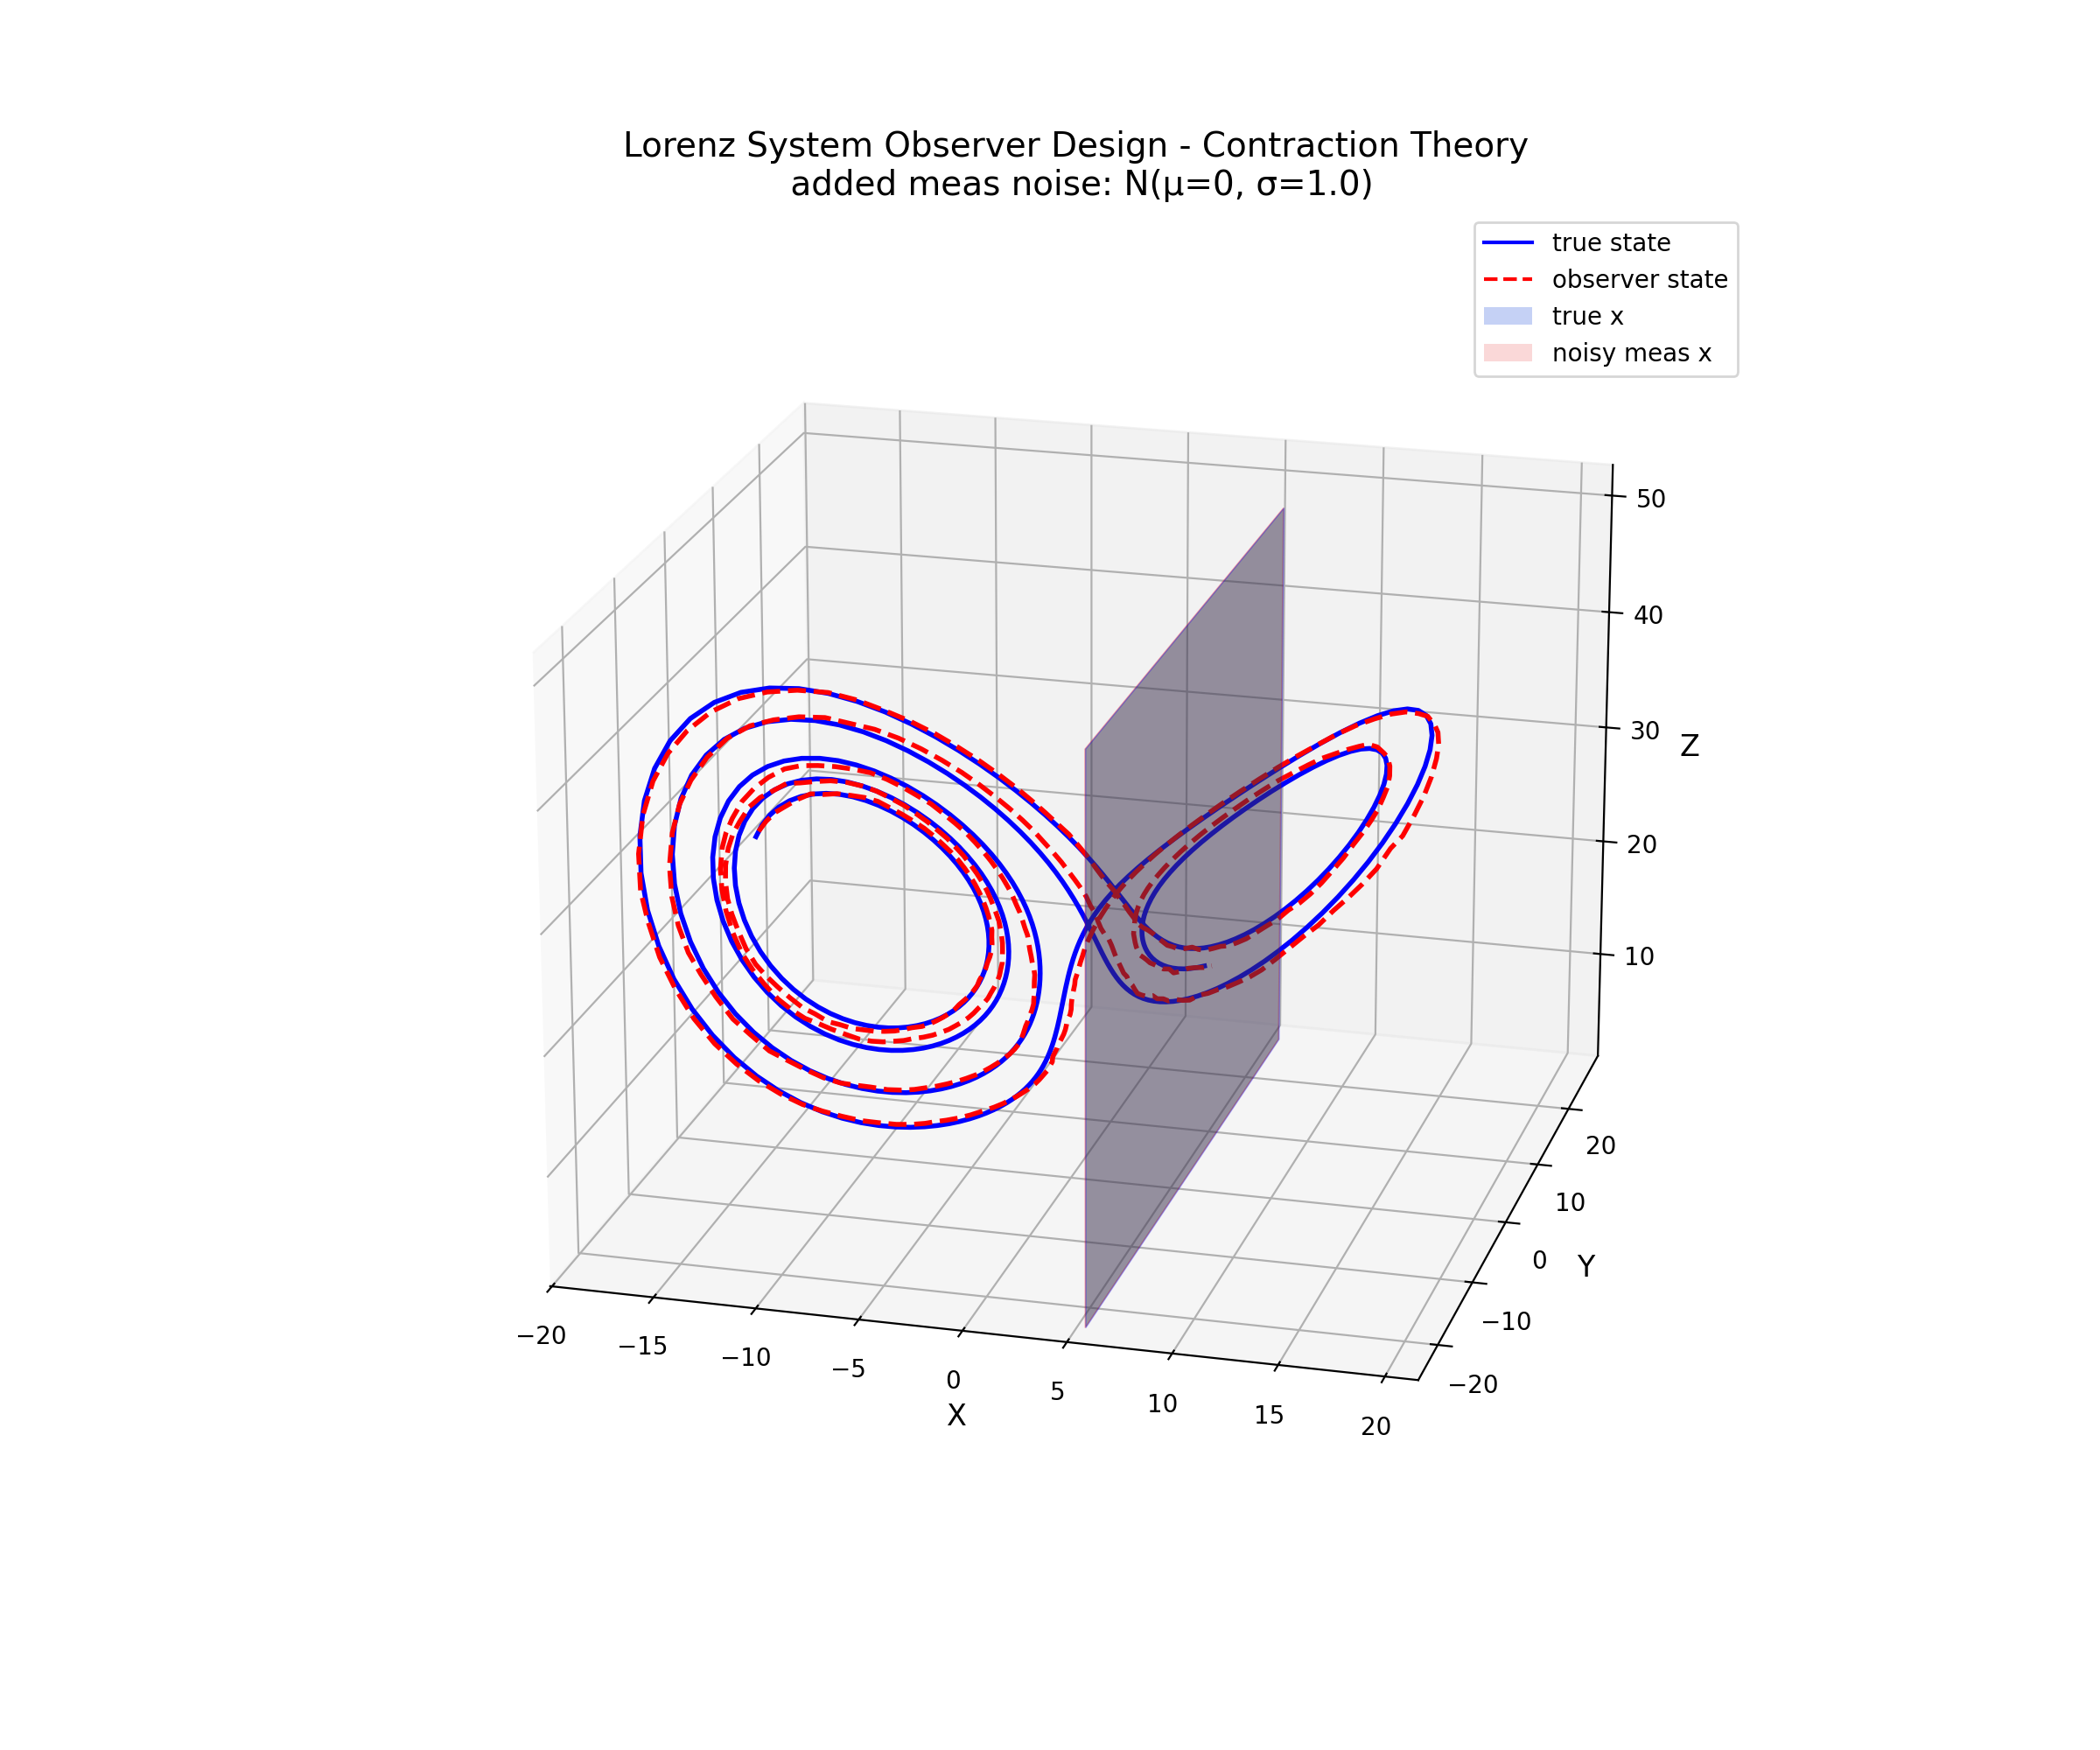 Lorenz System Observer Design - Contraction Theory
added meas noise: N(μ=0, σ=1.0)
true state
observer state
true x
noisy meas x
50
40
30
Z
20
10
20
10
0
Y
−10
−20
−20
−15
−10
−5
0
5
10
15
20
X